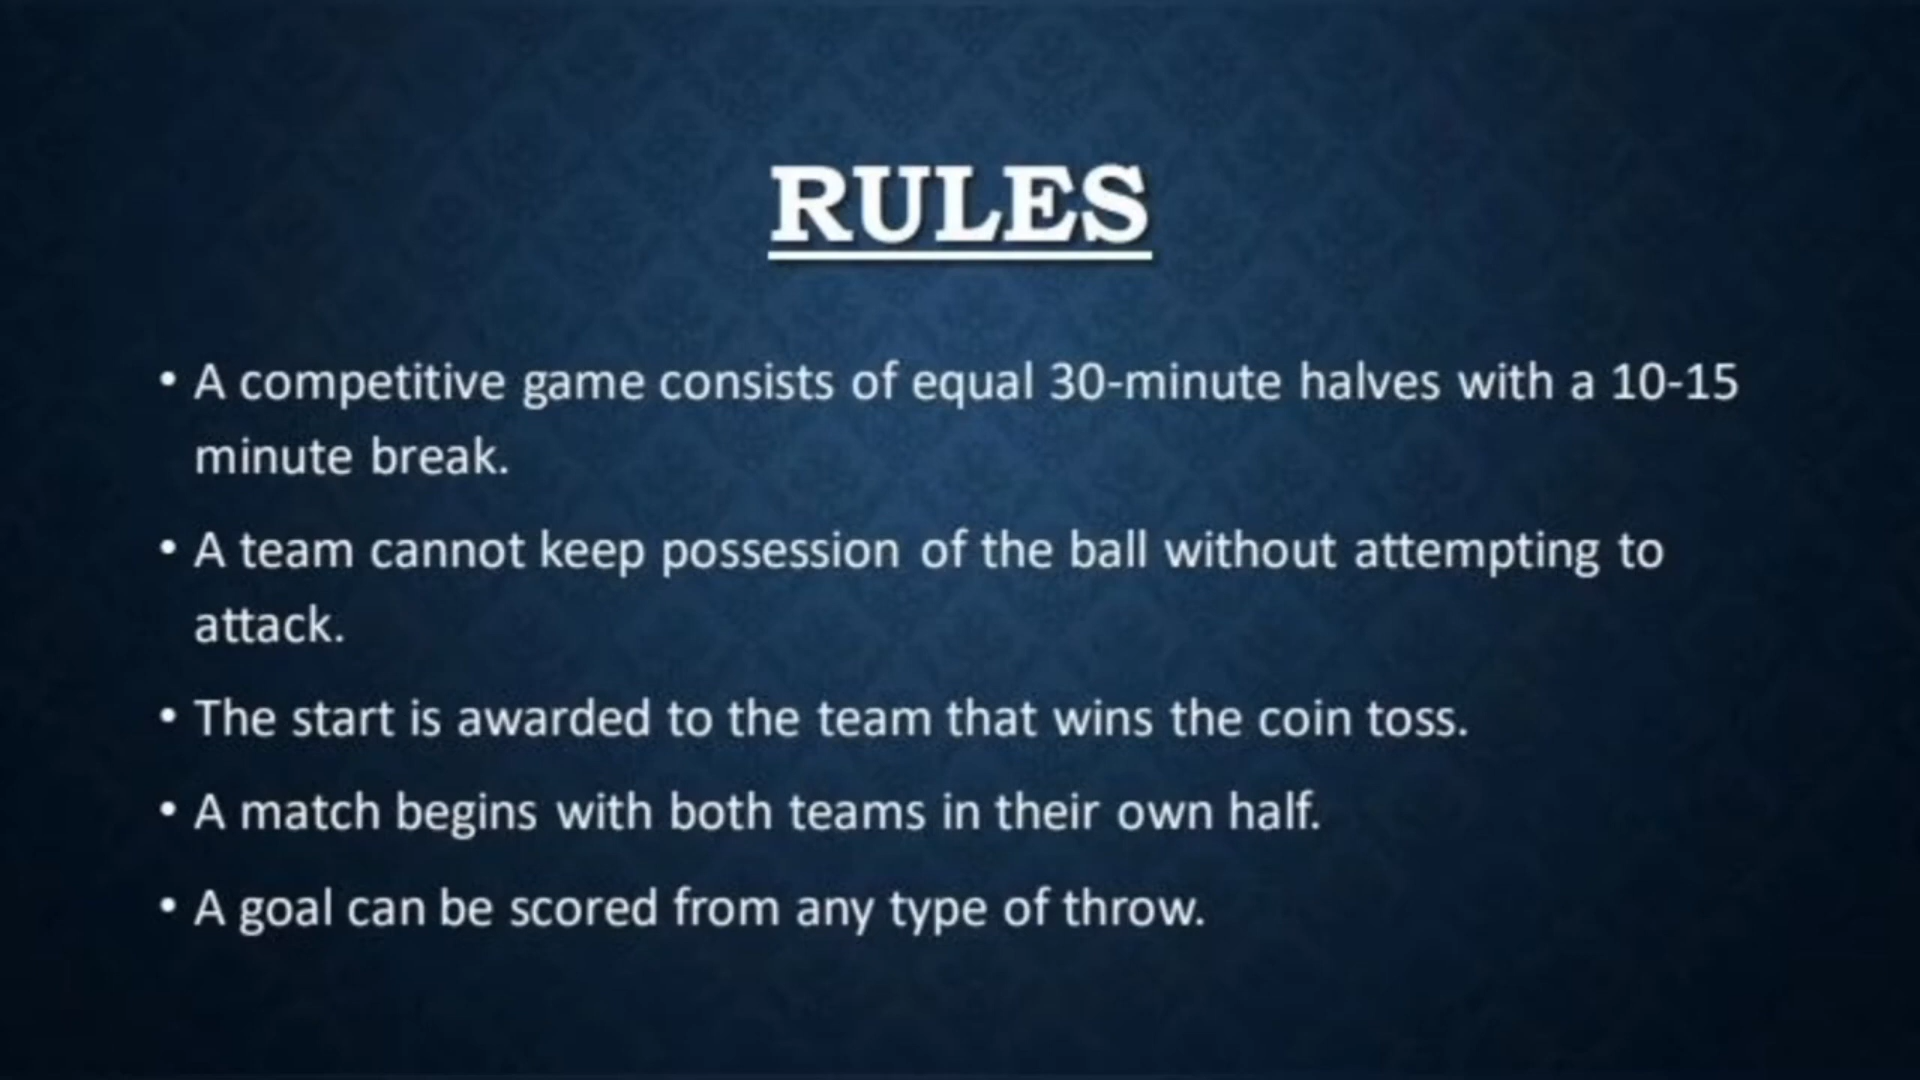 RULES
• A competitive game consists of equal 30-minute halves with a 10-15
minute break.
• A team cannot keep possession of the ball without attempting to
attack.
• The start is awarded to the team that wins the coin toss.
• A match begins with both teams in their own half.
• A goal can be scored from any type of throw.